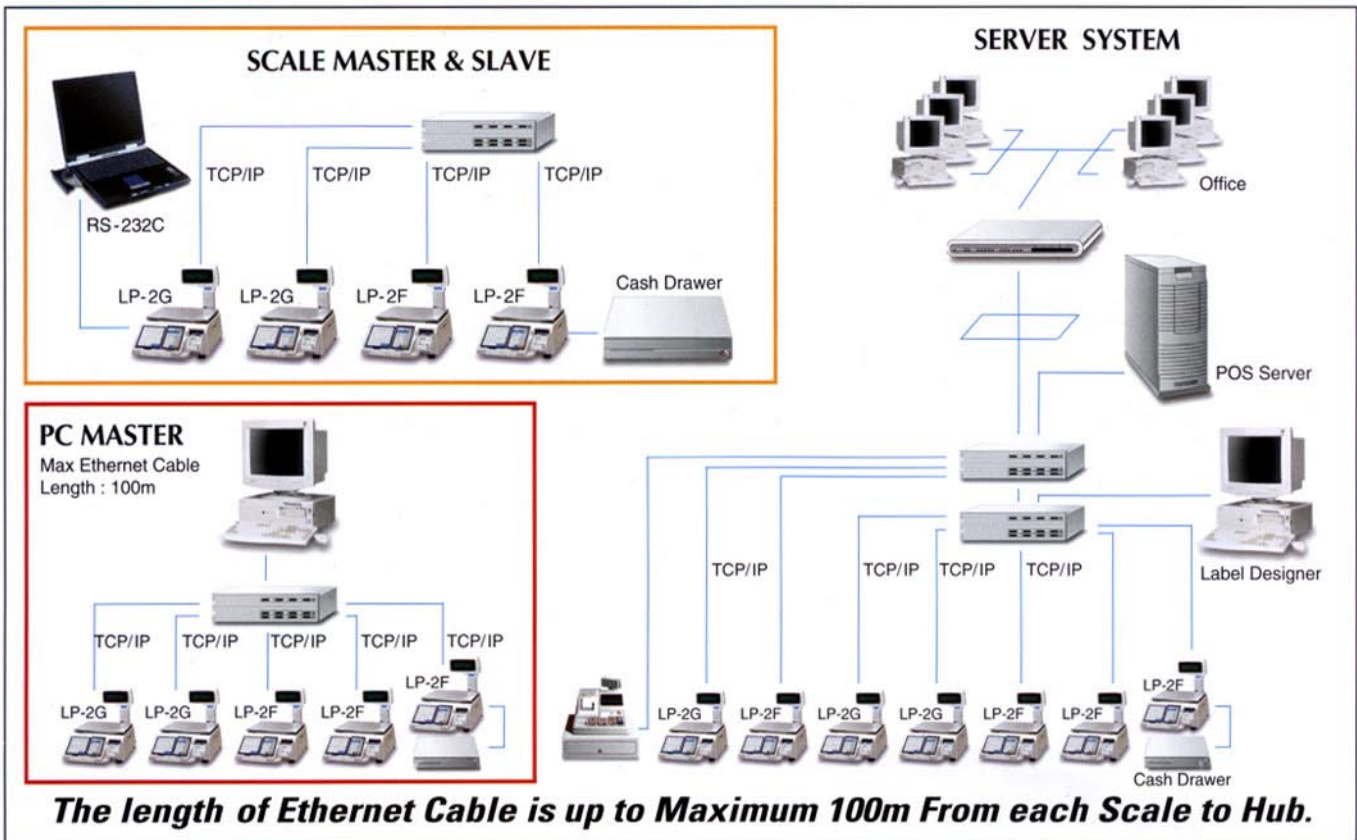 SCALE MASTER & SLAVE
TCP/IP TCP/IP TCP/IP TCP/IP
RS-232C
LP-2G LP-2G LP-2F LP-2F Cash Drawer
PC MASTER
Max Ethernet Cable
Length : 100m
TCP/IP TCP/IP TCP/IP TCP/IP TCP/IP
LP-2F
LP-2G LP-2G LP-2F LP-2F
SERVER SYSTEM
Office
POS Server
TCP/IP TCP/IP TCP/IP TCP/IP
Label Designer
LP-2F
LP-2G LP-2F LP-2G LP-2G LP-2F LP-2F
Cash Drawer
The length of Ethernet Cable is up to Maximum 100m From each Scale to Hub.